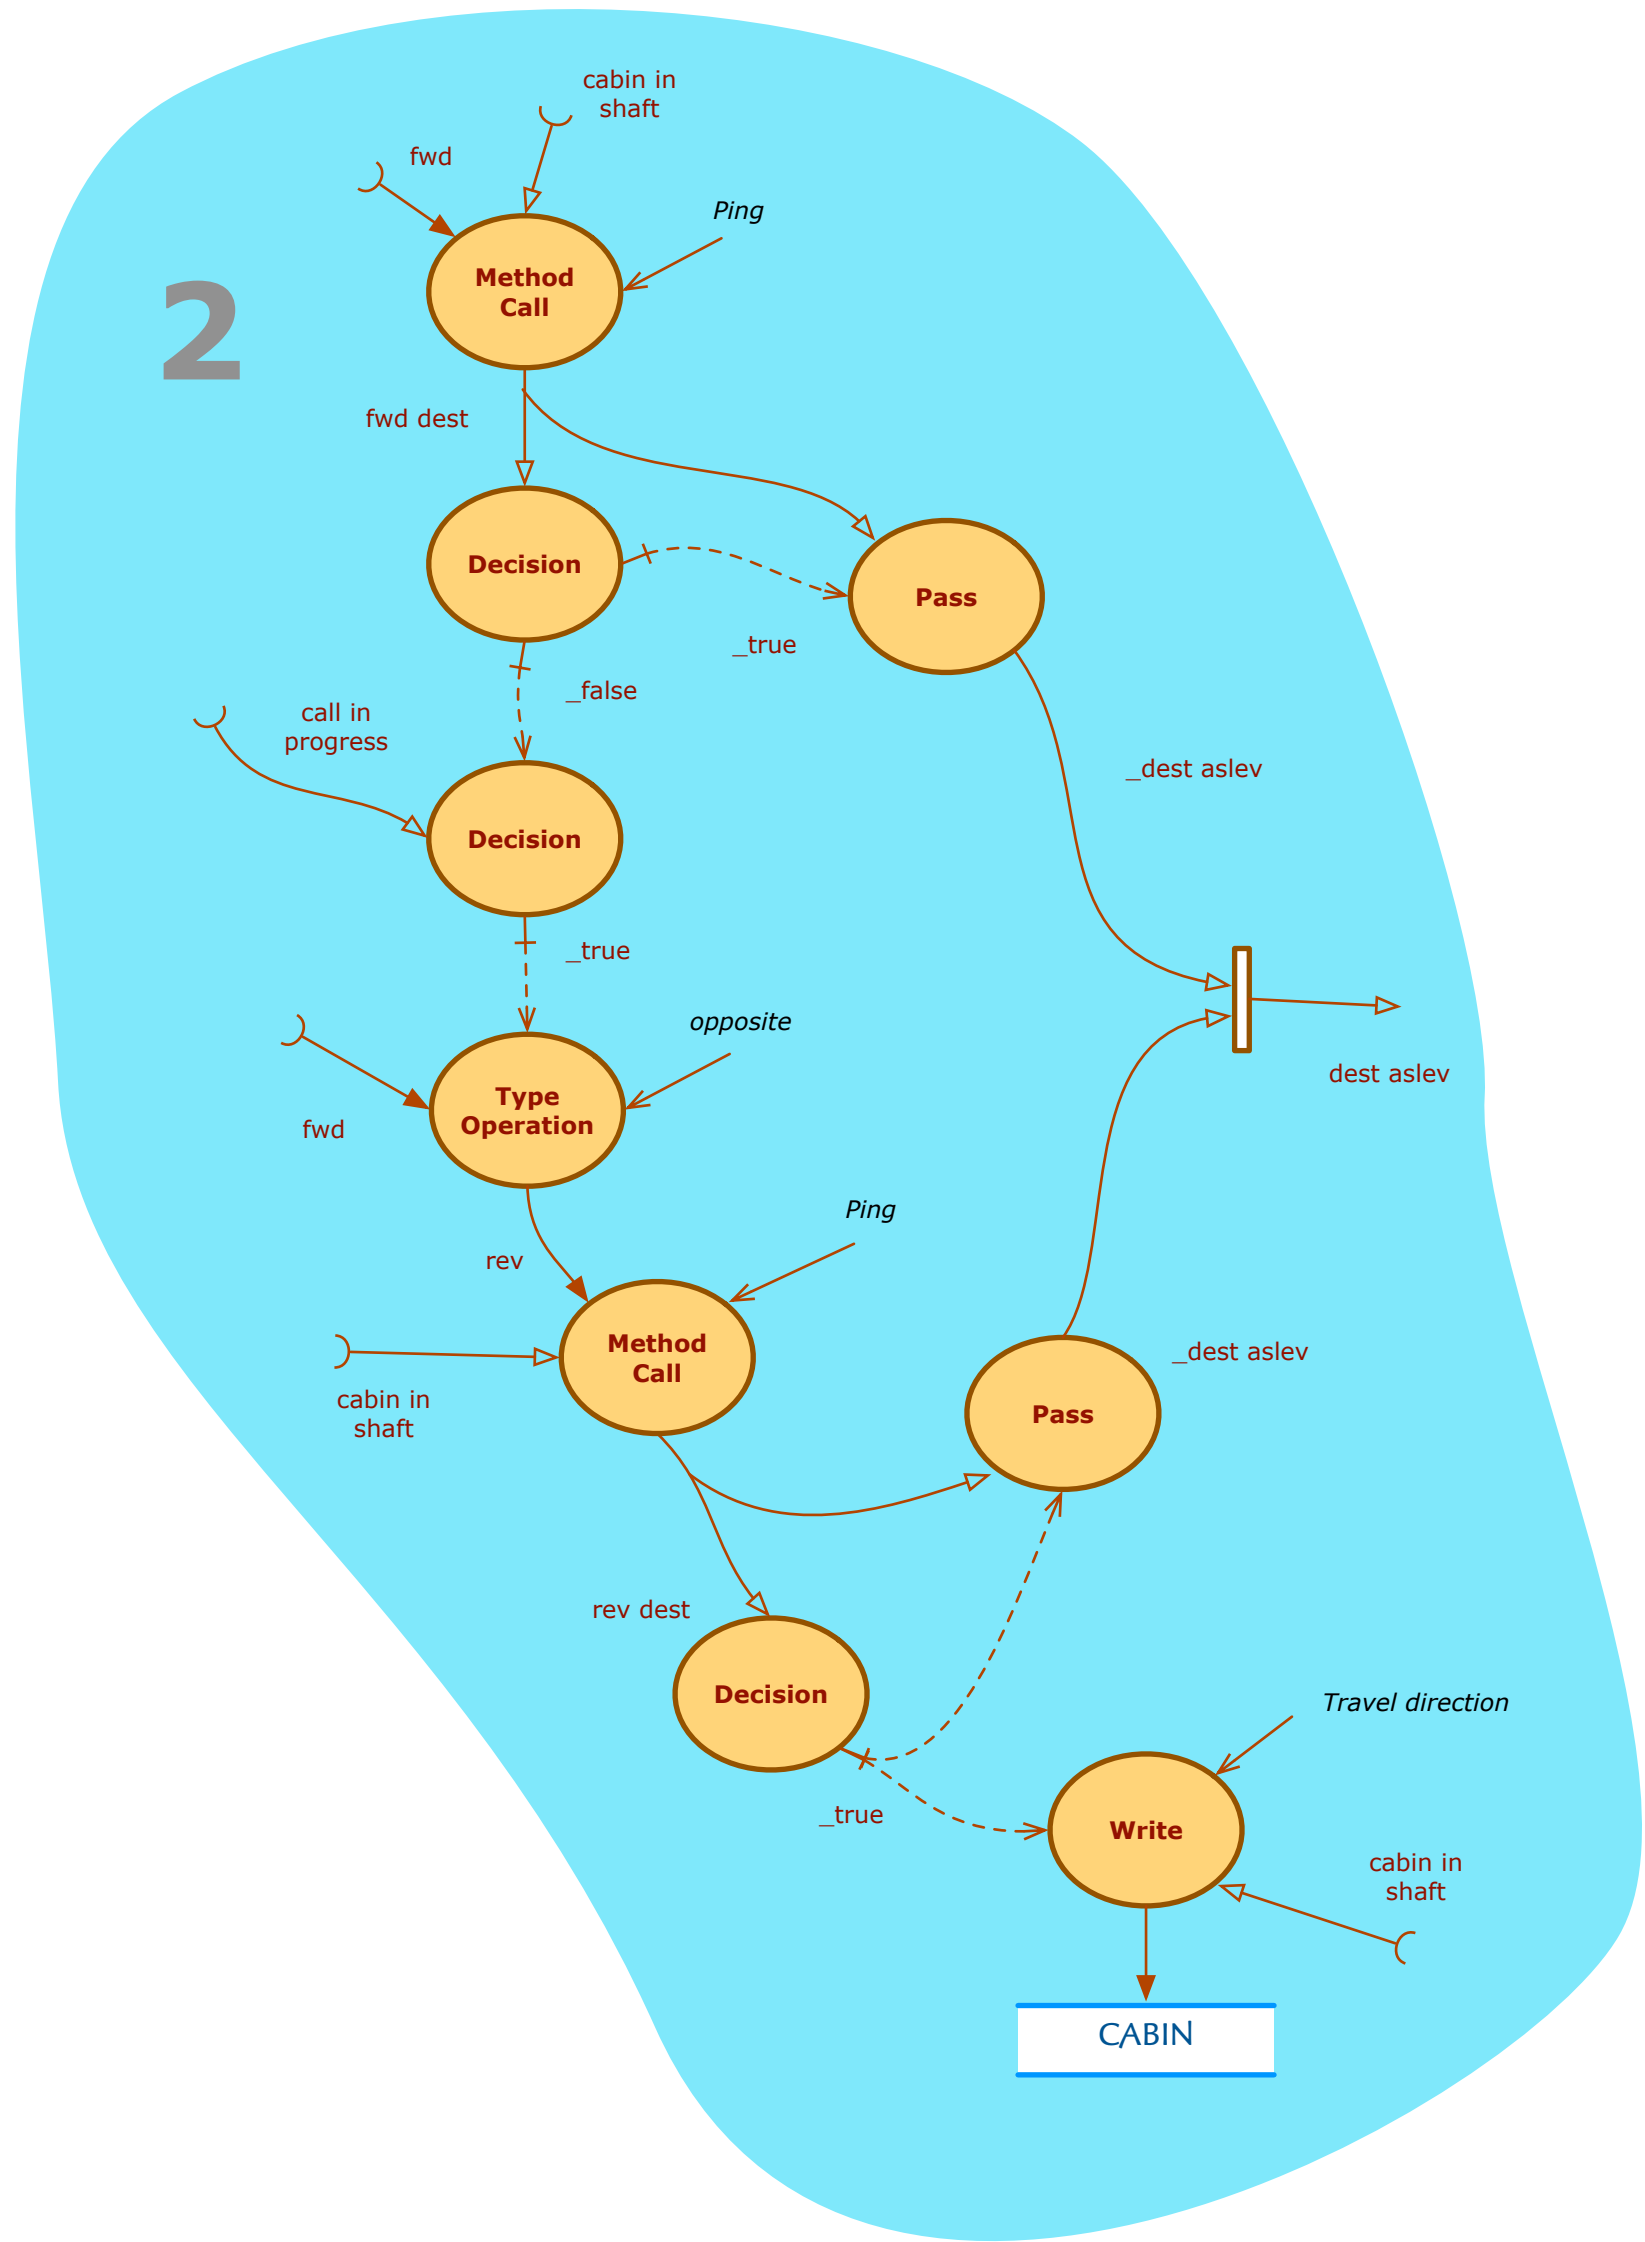 cabin in
shaft
fwd
Ping
Method
Call
2
fwd dest
Decision
Pass
_true
_false
call in
progress
_dest aslev
Decision
_true
opposite
dest aslev
Type
Operation
fwd
Ping
rev
Method
Call
_dest aslev
cabin in
shaft
Pass
rev dest
Decision
Travel direction
_true
Write
cabin in
shaft
CABIN